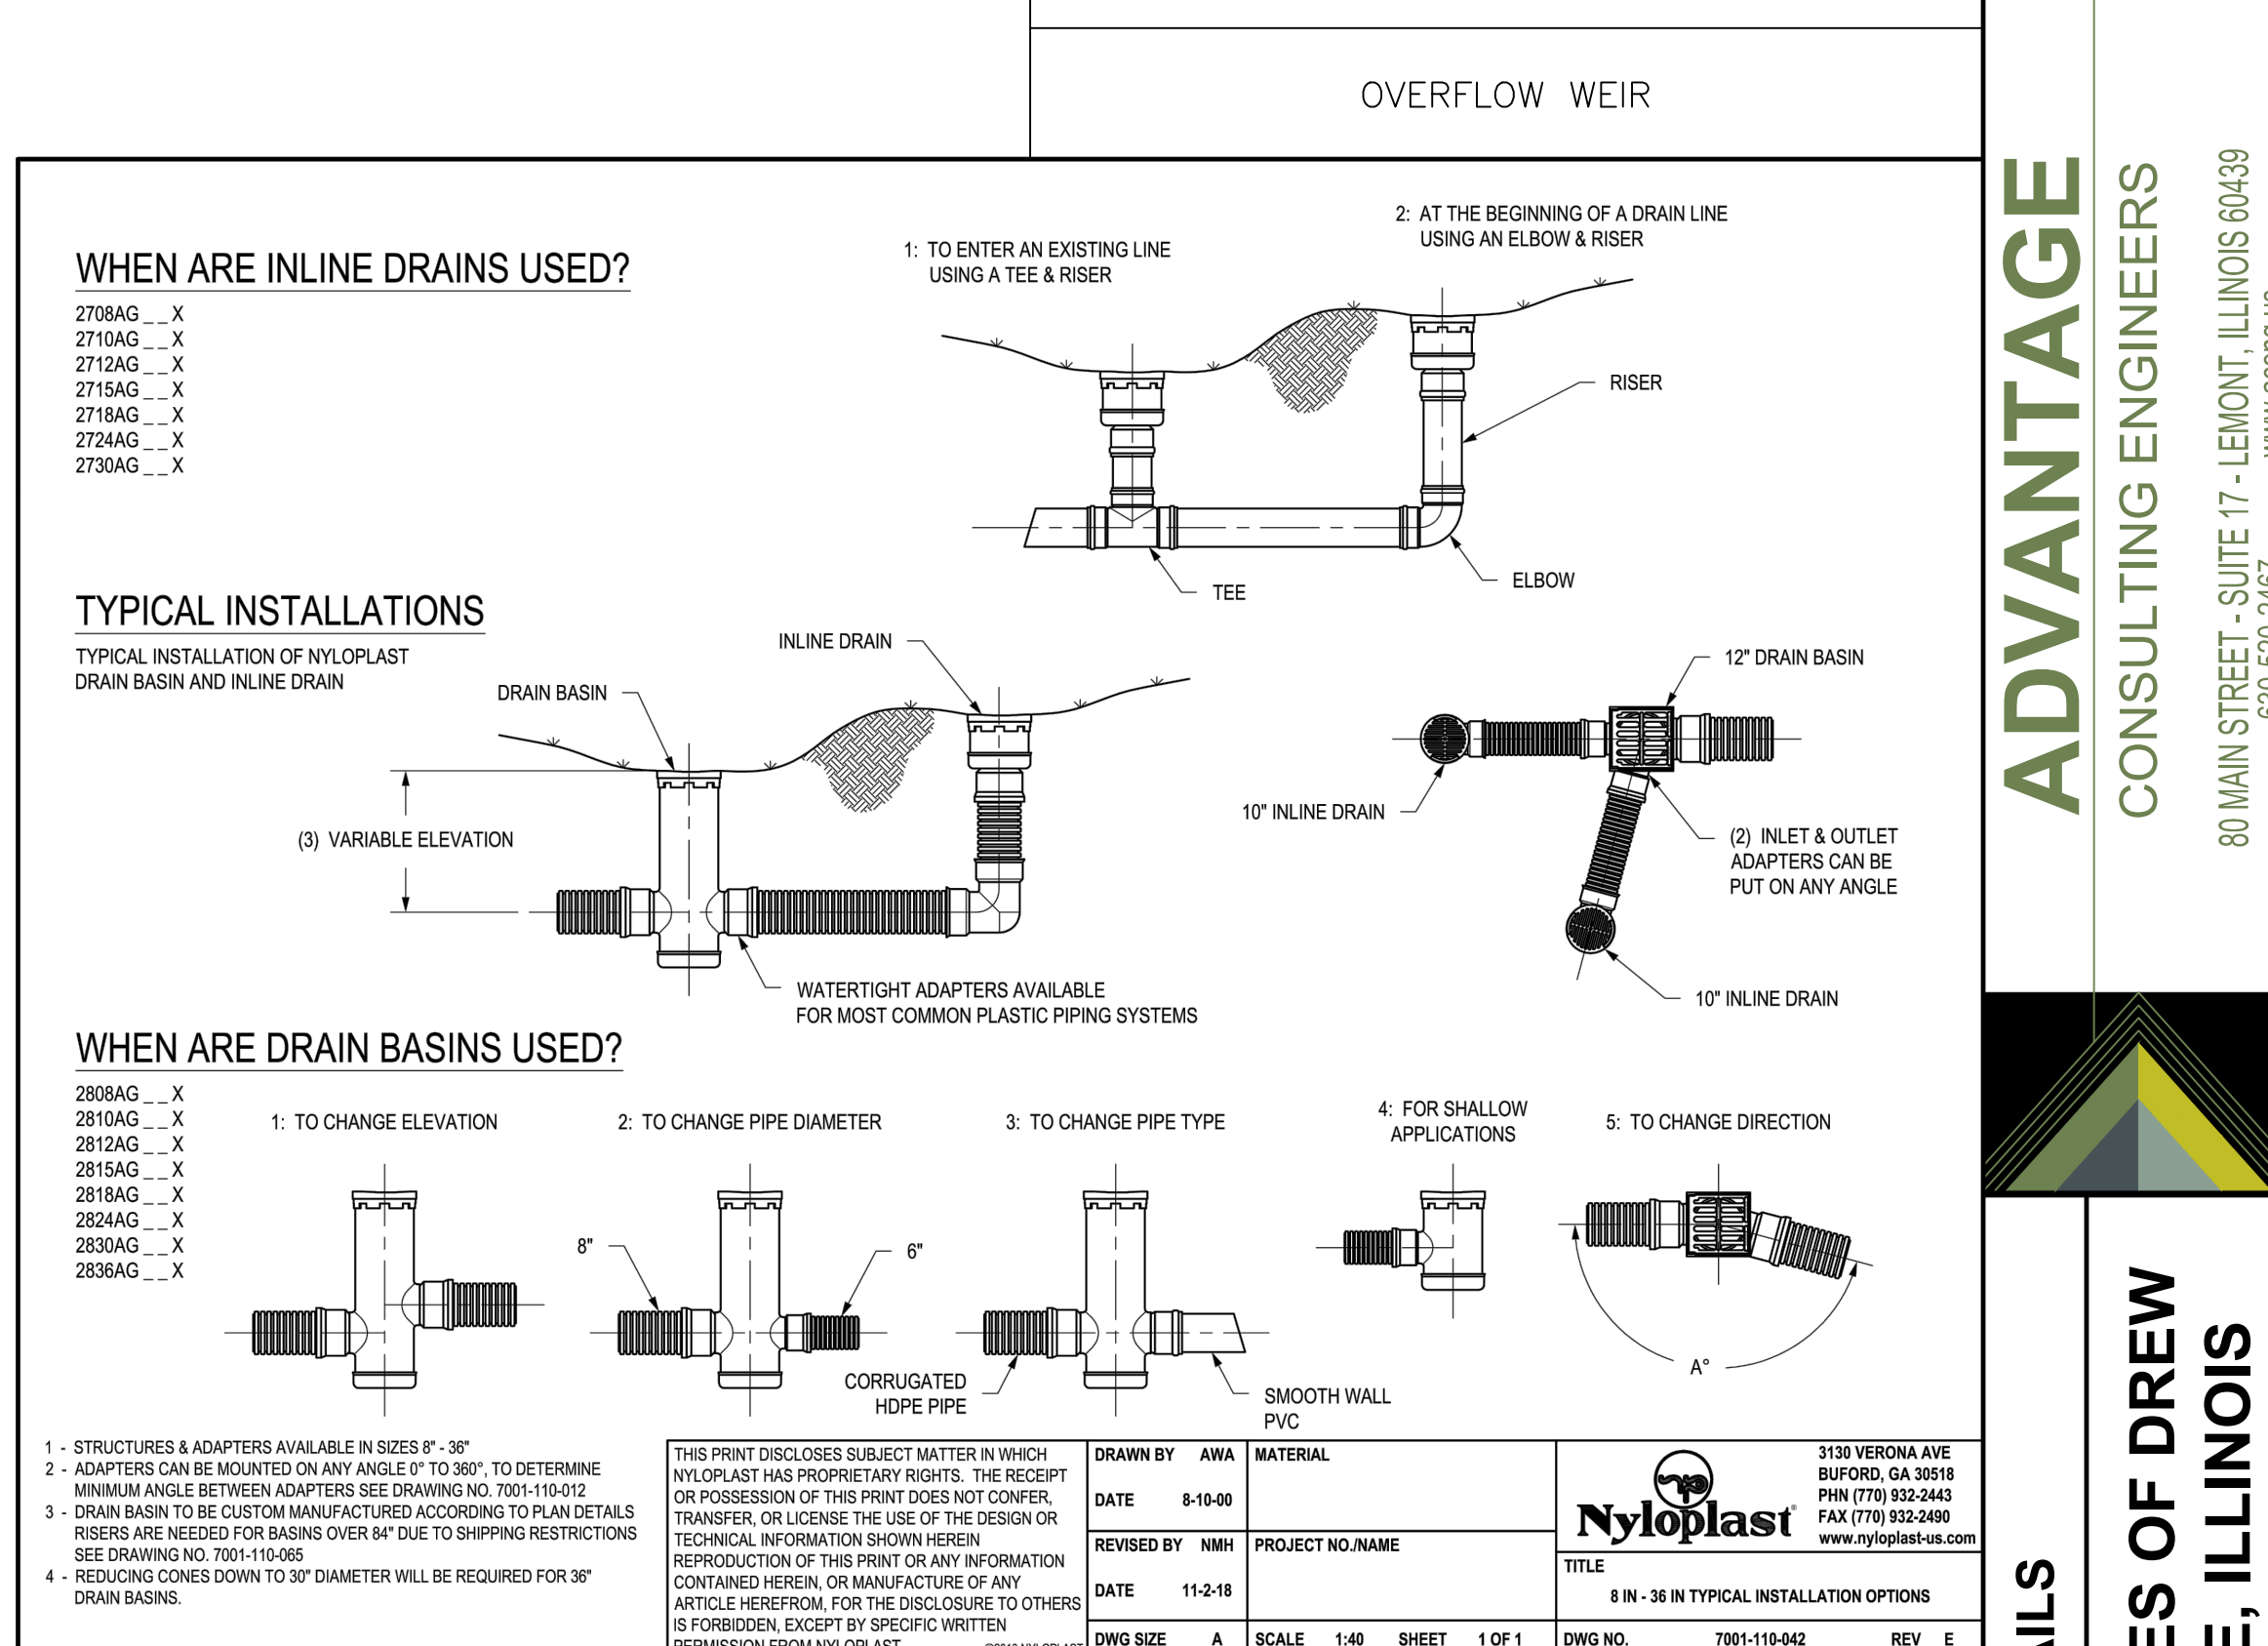 OVERFLOW WEIR
WHEN ARE INLINE DRAINS USED?
2708AG _ _ X
2710AG _ _ X
2712AG _ _ X
2715AG _ _ X
2718AG _ _ X
2724AG _ _ X
2730AG _ _ X
1: TO ENTER AN EXISTING LINE
USING A TEE & RISER
2: AT THE BEGINNING OF A DRAIN LINE
USING AN ELBOW & RISER
RISER
ELBOW
TEE
TYPICAL INSTALLATIONS
TYPICAL INSTALLATION OF NYLOPLAST
DRAIN BASIN AND INLINE DRAIN
INLINE DRAIN
DRAIN BASIN
(3) VARIABLE ELEVATION
WATERTIGHT ADAPTERS AVAILABLE
FOR MOST COMMON PLASTIC PIPING SYSTEMS
12" DRAIN BASIN
10" INLINE DRAIN
(2) INLET & OUTLET
ADAPTERS CAN BE
PUT ON ANY ANGLE
10" INLINE DRAIN
WHEN ARE DRAIN BASINS USED?
2808AG _ _ X
2810AG _ _ X
2812AG _ _ X
2815AG _ _ X
2818AG _ _ X
2824AG _ _ X
2830AG _ _ X
2836AG _ _ X
1: TO CHANGE ELEVATION
2: TO CHANGE PIPE DIAMETER
8"
6"
3: TO CHANGE PIPE TYPE
CORRUGATED
HDPE PIPE
SMOOTH WALL
PVC
4: FOR SHALLOW
APPLICATIONS
5: TO CHANGE DIRECTION
A°
1 - STRUCTURES & ADAPTERS AVAILABLE IN SIZES 8" - 36"
2 - ADAPTERS CAN BE MOUNTED ON ANY ANGLE 0° TO 360°, TO DETERMINE
MINIMUM ANGLE BETWEEN ADAPTERS SEE DRAWING NO. 7001-110-012
3 - DRAIN BASIN TO BE CUSTOM MANUFACTURED ACCORDING TO PLAN DETAILS
RISERS ARE NEEDED FOR BASINS OVER 84" DUE TO SHIPPING RESTRICTIONS
SEE DRAWING NO. 7001-110-065
4 - REDUCING CONES DOWN TO 30" DIAMETER WILL BE REQUIRED FOR 36"
DRAIN BASINS.
THIS PRINT DISCLOSES SUBJECT MATTER IN WHICH
NYLOPLAST HAS PROPRIETARY RIGHTS. THE RECEIPT
OR POSSESSION OF THIS PRINT DOES NOT CONFER,
TRANSFER, OR LICENSE THE USE OF THE DESIGN OR
TECHNICAL INFORMATION SHOWN HEREIN
REPRODUCTION OF THIS PRINT OR ANY INFORMATION
CONTAINED HEREIN, OR MANUFACTURE OF ANY
ARTICLE HEREFROM, FOR THE DISCLOSURE TO OTHERS
IS FORBIDDEN, EXCEPT BY SPECIFIC WRITTEN
PERMISSION FROM NYLOPLAST.
DRAWN BY AWA
DATE 8-10-00
REVISED BY NMH
DATE 11-2-18
DWG SIZE A
MATERIAL
PROJECT NO./NAME
SCALE 1:40 SHEET 1 OF 1
Nyloplast®
3130 VERONA AVE
BUFORD, GA 30518
PHN (770) 932-2443
FAX (770) 932-2490
www.nyloplast-us.com
TITLE
8 IN - 36 IN TYPICAL INSTALLATION OPTIONS
DWG NO. 7001-110-042 REV E
ADVANTAGE
CONSULTING ENGINEERS
80 MAIN STREET - SUITE 17 - LEMONT, ILLINOIS 60439
AILS
ES OF DREW
E, ILLINOIS